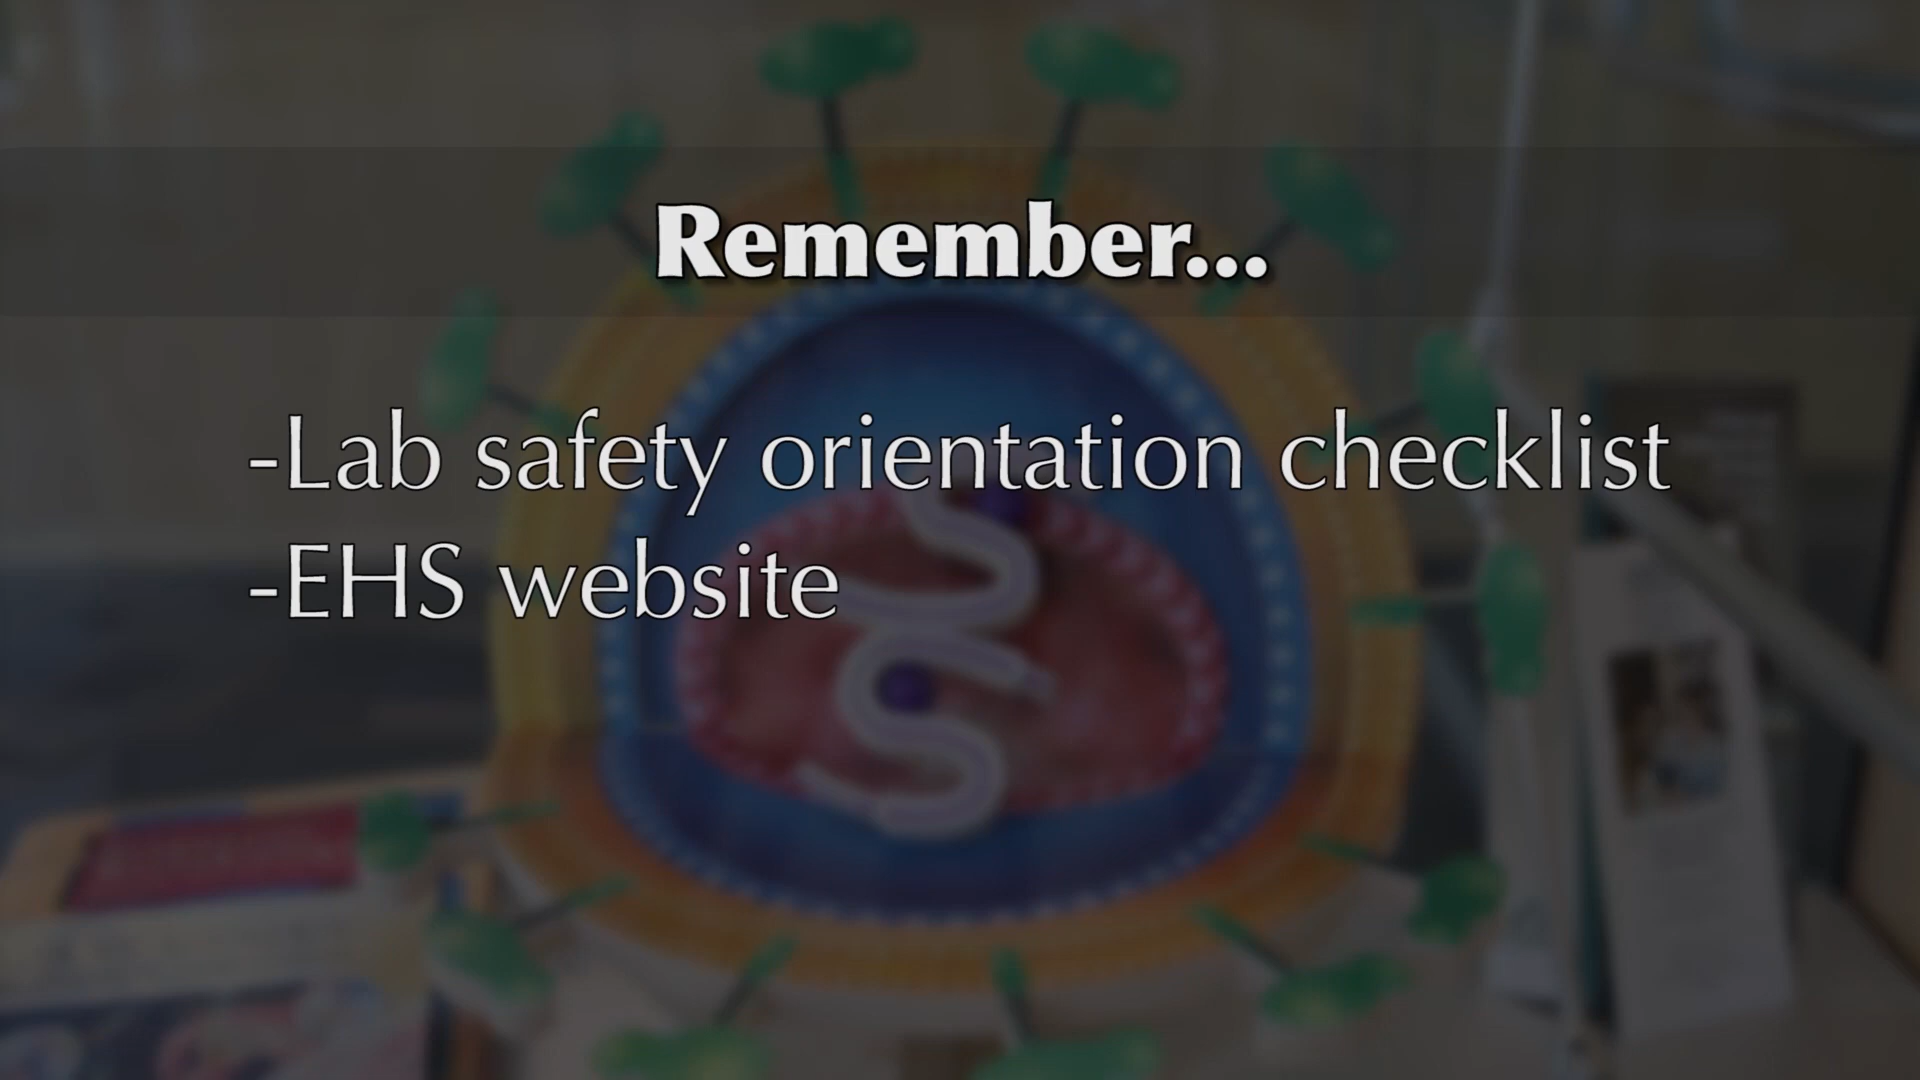 Remember...
-Lab safety orientation checklist
-EHS website